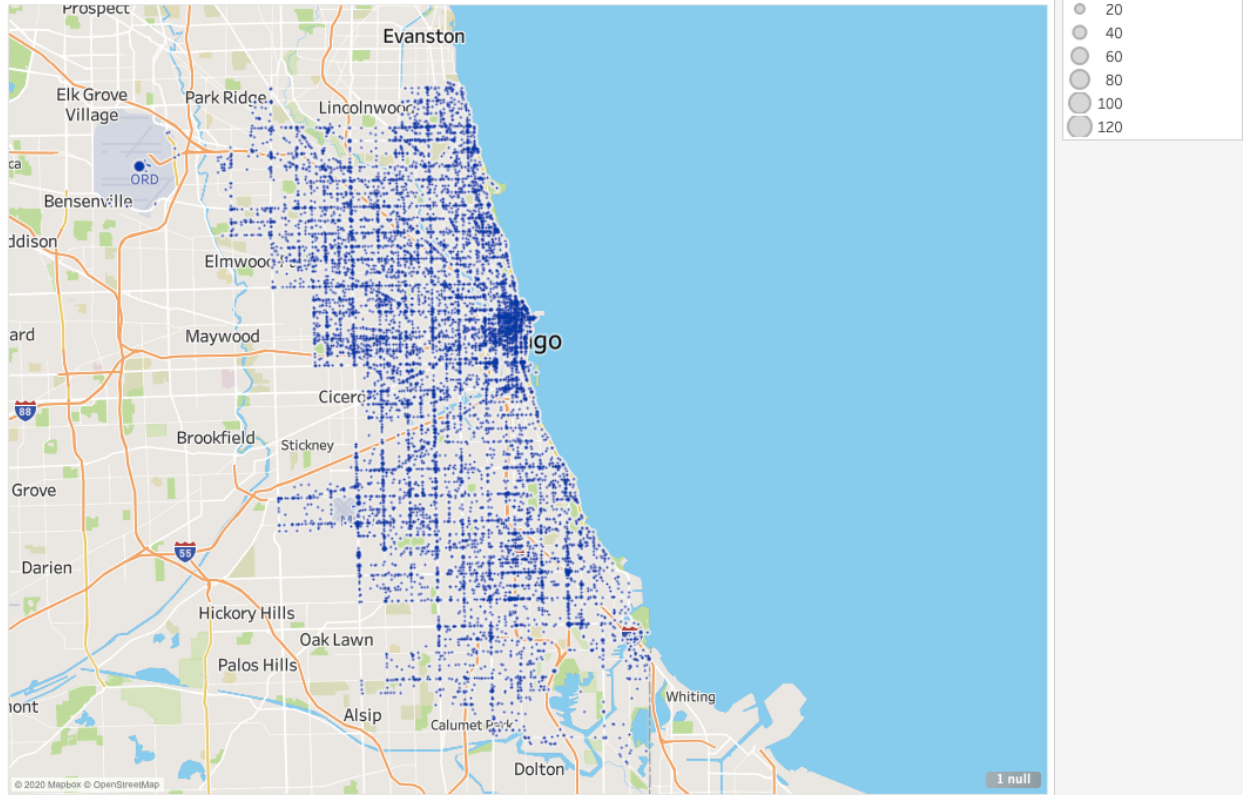 Prospect
Evanston
20
40
60
80
100
120
Elk Grove
Village
Park Ridge
Lincolnwood
ca
ORD
Bensenville
ddison
Elmwood
Maywood
ard
ago
Cicero
88
Brookfield
Stickney
Grove
55
Darien
Hickory Hills
Oak Lawn
Palos Hills
Whiting
mont
Alsip
Calumet Park
Dolton
© 2020 Mapbox © OpenStreetMap
1 null